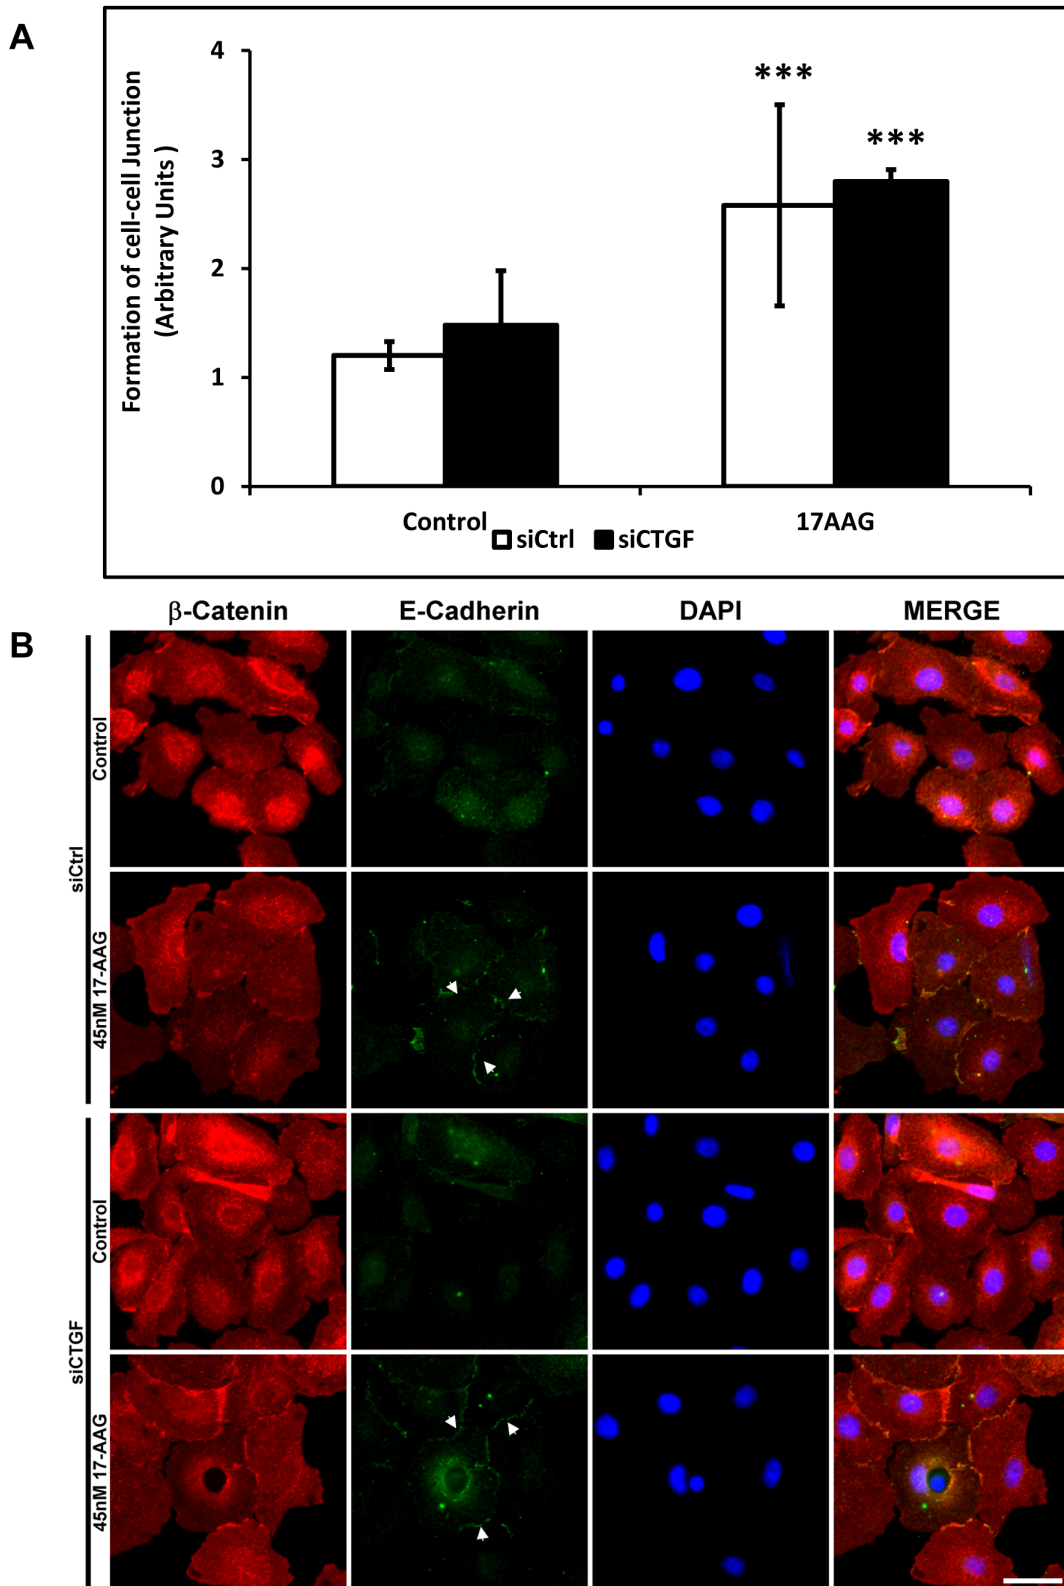 A
4
3
2
1
0
Formation of cell-cell Junction
(Arbitrary Units )
***
***
Control
17AAG
siCtrl
siCTGF
B
β-Catenin
E-Cadherin
DAPI
MERGE
siCtrl
Control
45nM 17-AAG
siCTGF
Control
45nM 17-AAG